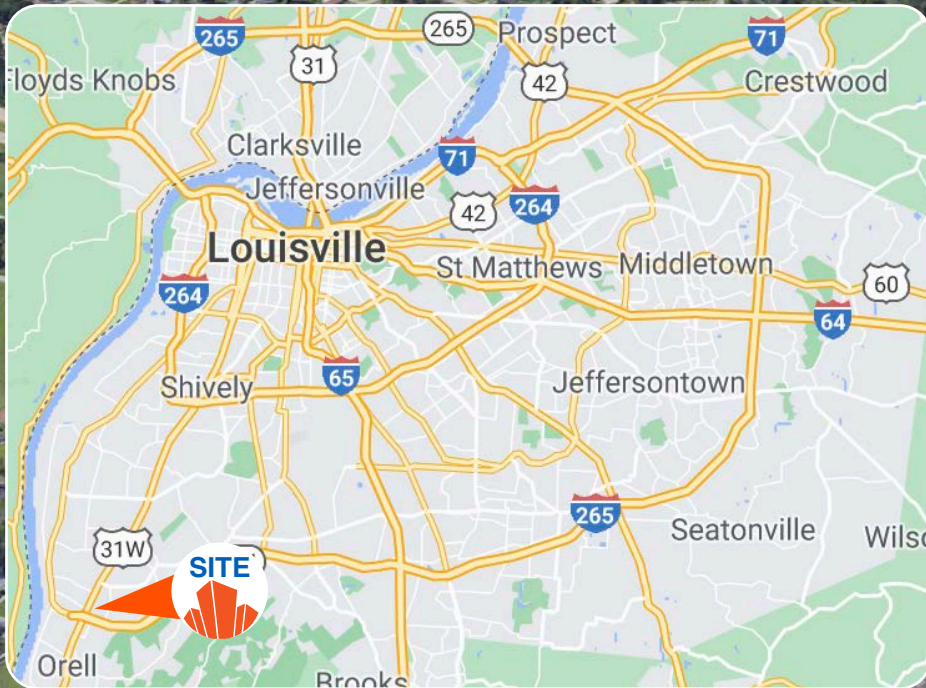 265
265
Prospect
71
31
Floyds Knobs
42
Crestwood
Clarksville
71
Jeffersonville
42
264
Louisville
St Matthews
Middletown
264
60
64
65
Shively
Jeffersontown
265
Seatonville
31W
SITE
Orell
Brooks